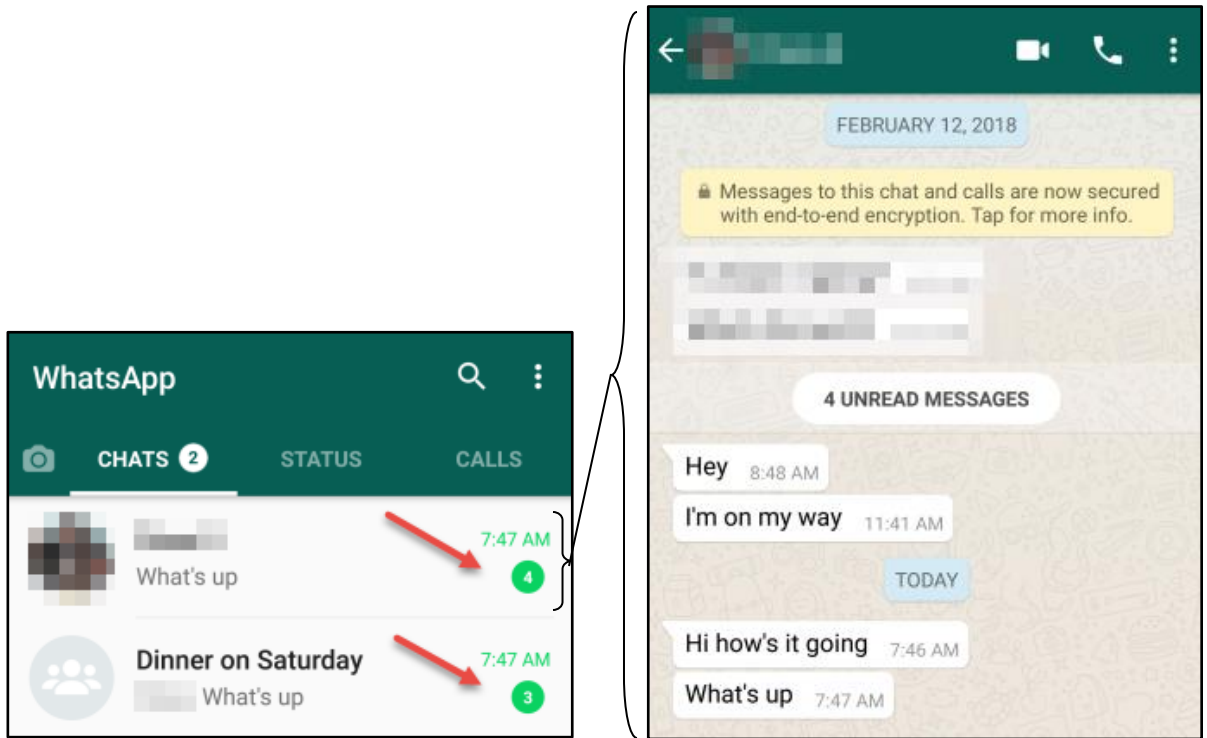 WhatsApp
CHATS 2 STATUS CALLS
7:47 AM
What's up 4
Dinner on Saturday 7:47 AM
What's up 3
FEBRUARY 12, 2018
Messages to this chat and calls are now secured
with end-to-end encryption. Tap for more info.
4 UNREAD MESSAGES
Hey 8:48 AM
I'm on my way 11:41 AM
TODAY
Hi how's it going 7:46 AM
What's up 7:47 AM